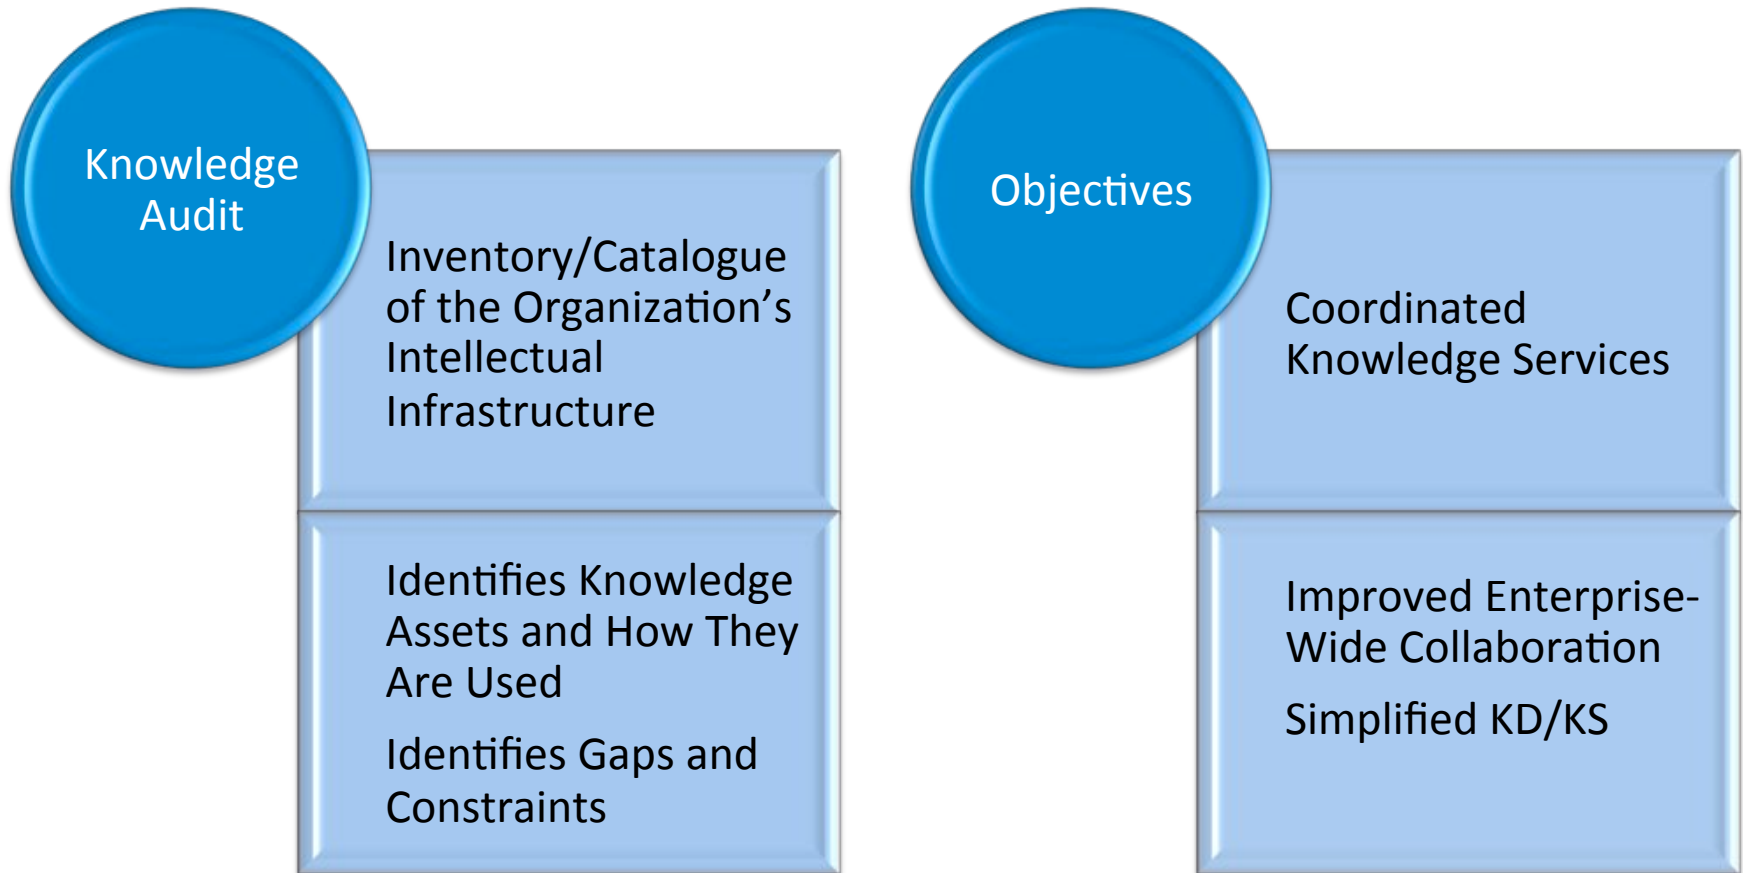 Knowledge
Audit
Inventory/Catalogue
of the Organization’s
Intellectual
Infrastructure
Identifies Knowledge
Assets and How They
Are Used
Identifies Gaps and
Constraints
Objectives
Coordinated
Knowledge Services
Improved Enterprise-
Wide Collaboration
Simplified KD/KS